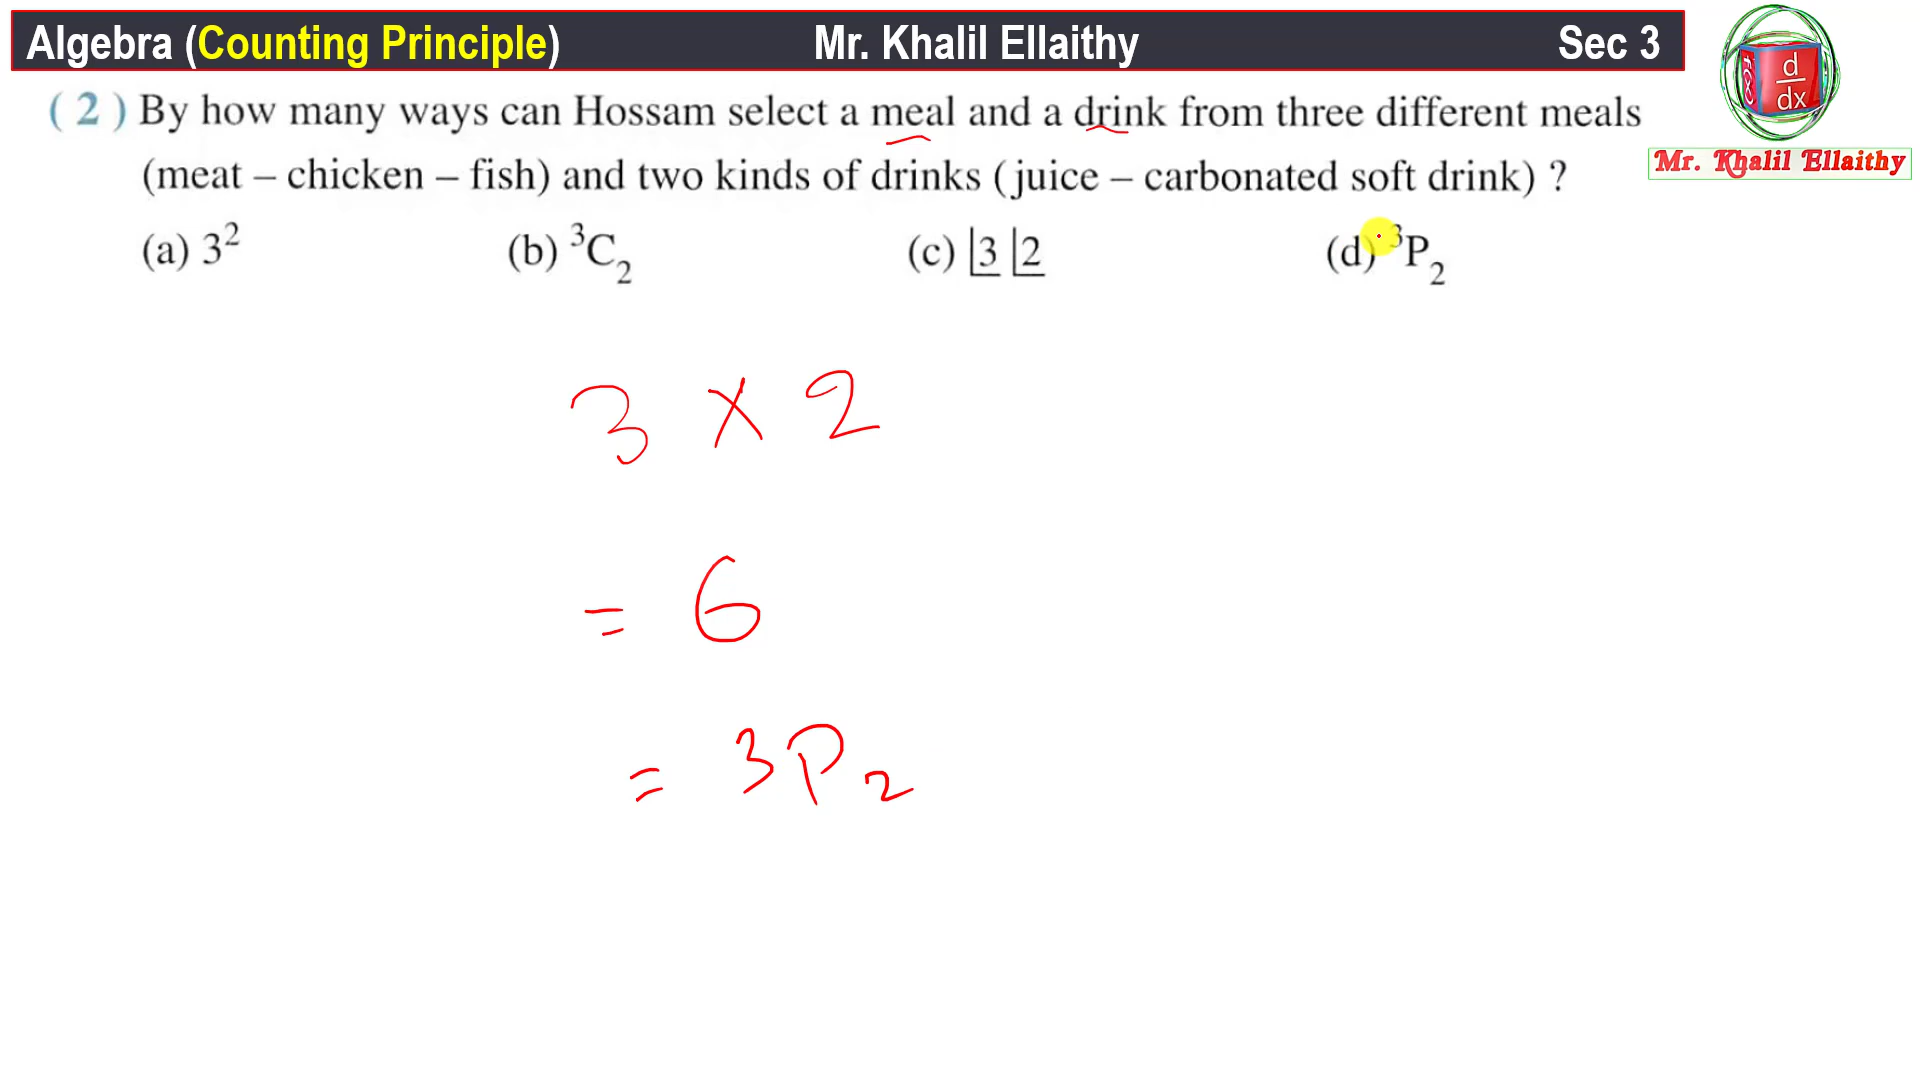 Algebra (Counting Principle) Mr. Khalil Ellaithy Sec 3
d
dx
Mr. Khalil Ellaithy
(2) By how many ways can Hossam select a meal and a drink from three different meals
(meat – chicken – fish) and two kinds of drinks (juice – carbonated soft drink) ?
(a) 3² (b) ³C₂ (c) |3 |2 (d) ³P₂
3 × 2
= 6
= 3P₂